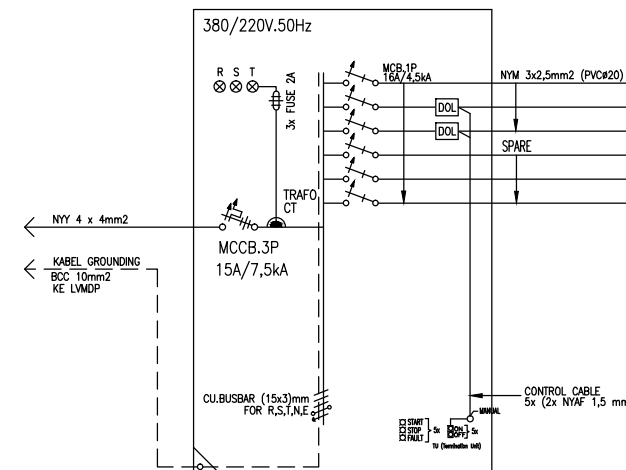 380/220V.50Hz
R S T
3x FUSE 2A
MCB.1P
16A/4,5kA
NYM 3x2,5mm2 (PVCø20)
DOL
DOL
SPARE
TRAFO
CT
NYY 4 x 4mm2
MCCB.3P
15A/7,5kA
KABEL GROUNDING
BCC 10mm2
KE LVMDP
CU.BUSBAR (15x3)mm
FOR R,S,T,N,E
CONTROL CABLE
5x (2x NYAF 1,5 mm
MANUAL
START
STOP
FAULT
5x
ON
OFF
5x
TU (Termination Unit)